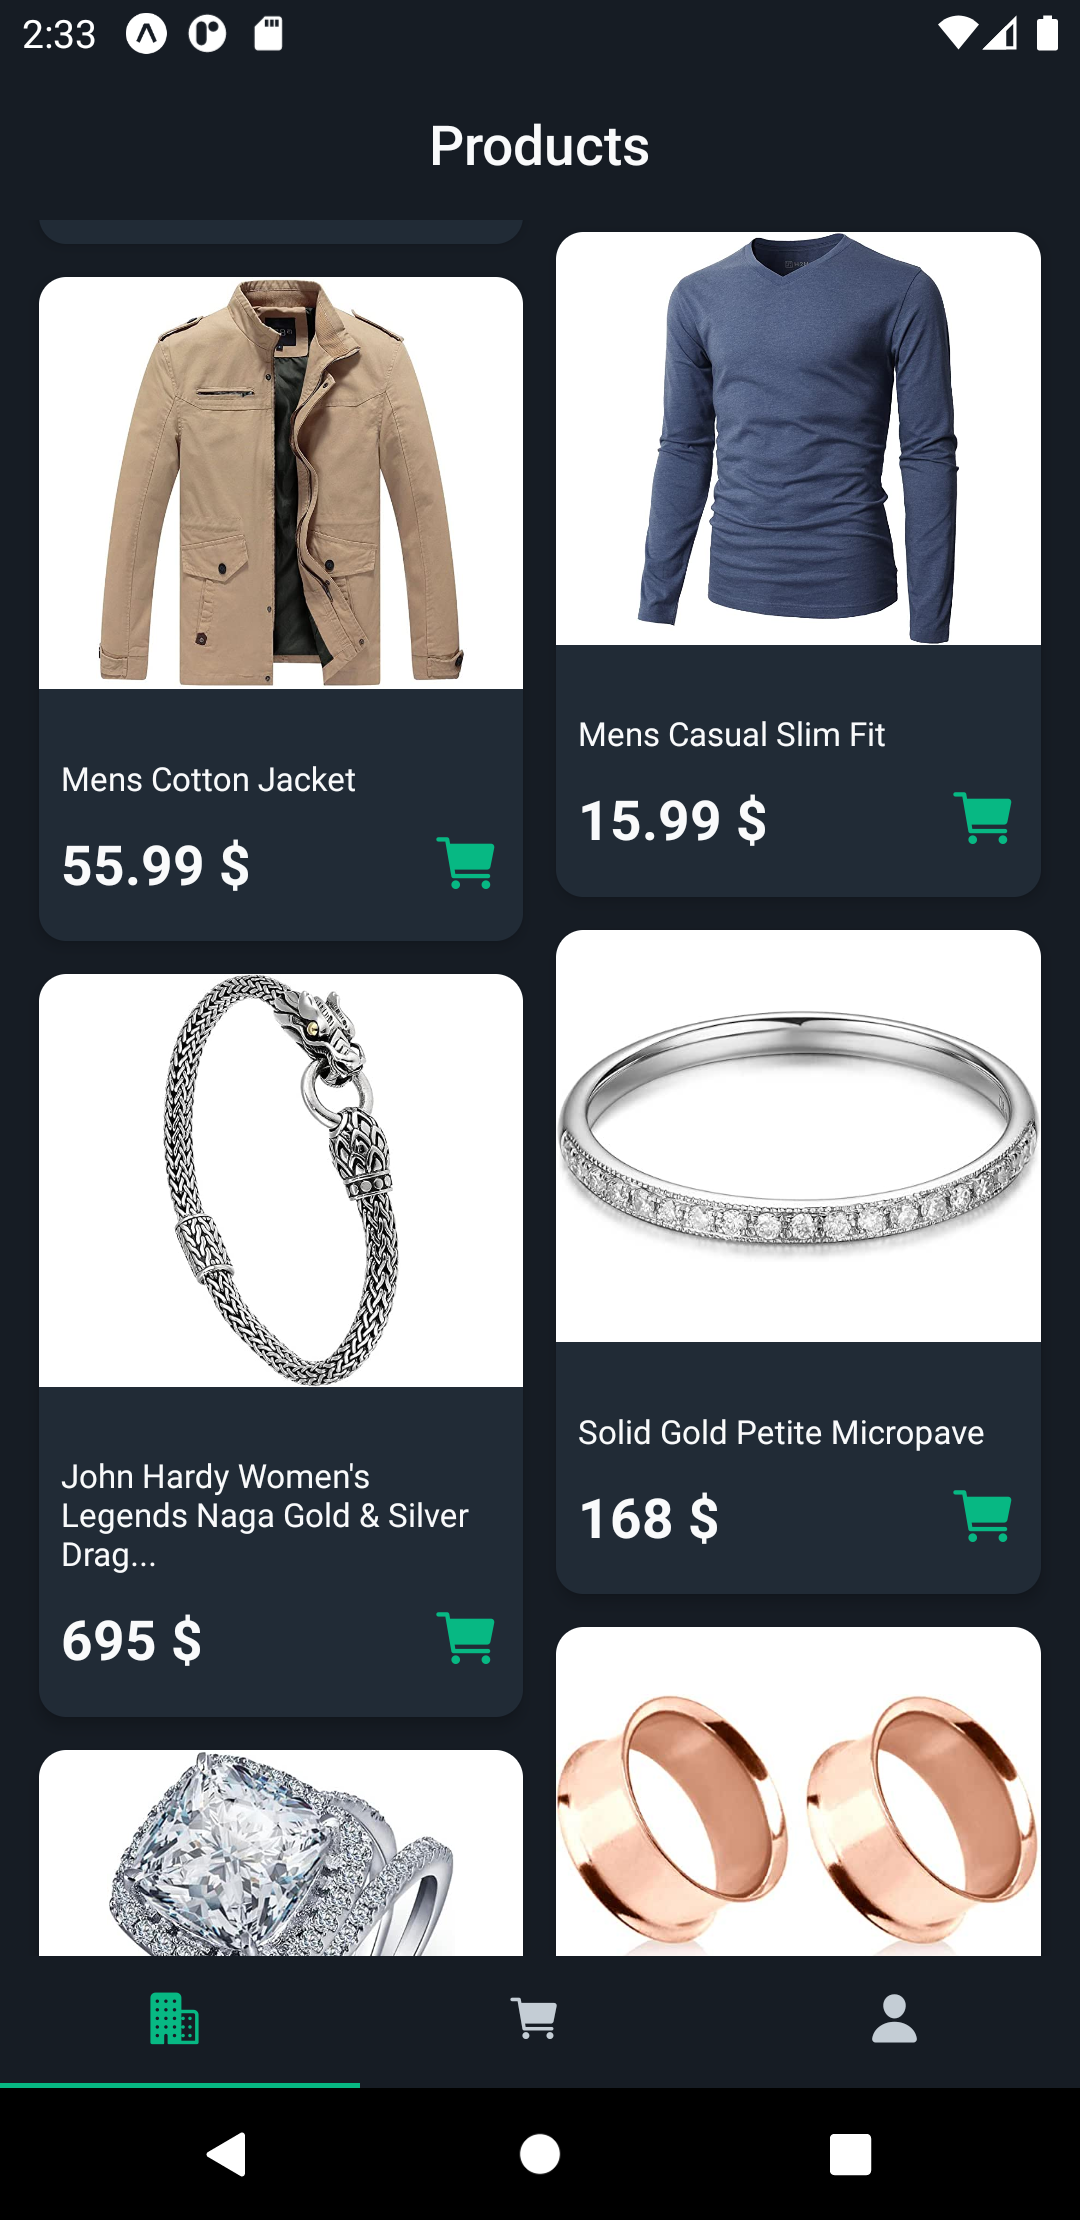 2:33
Products
Mens Cotton Jacket
55.99 $
Mens Casual Slim Fit
15.99 $
John Hardy Women's
Legends Naga Gold & Silver
Drag...
695 $
Solid Gold Petite Micropave
168 $